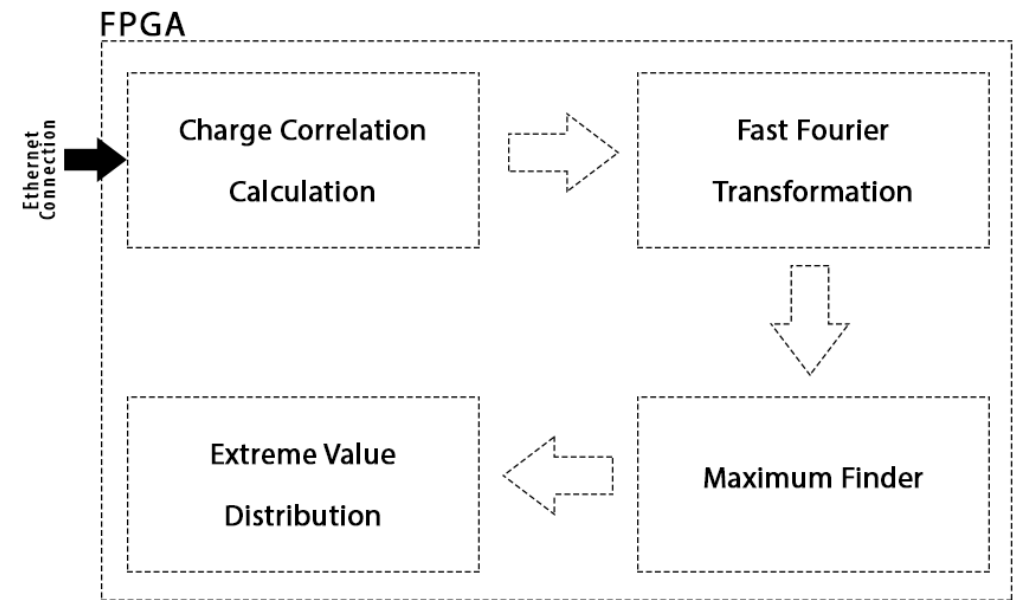 FPGA
Ethernet
Connection
Charge Correlation
Calculation
Fast Fourier
Transformation
Extreme Value
Distribution
Maximum Finder